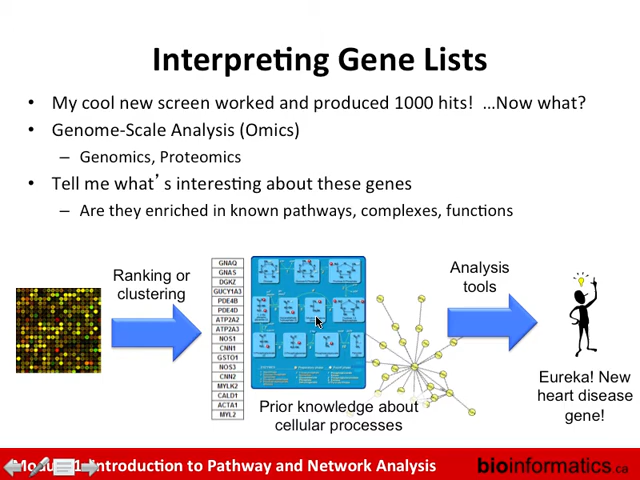 Interpreting Gene Lists
• My cool new screen worked and produced 1000 hits! …Now what?
• Genome-Scale Analysis (Omics)
– Genomics, Proteomics
• Tell me what's interesting about these genes
– Are they enriched in known pathways, complexes, functions
Ranking or
clustering
GNAQ
GNAS
DGKZ
GUCY1A3
PDE4B
PDE4D
ATP2A2
ATP2A3
NOS1
CNN1
GSTO1
NOS3
CNN2
MYLK2
CALD1
ACTA1
MYL2
Prior knowledge about
cellular processes
Analysis
tools
Eureka! New
heart disease
gene!
Module 1: Introduction to Pathway and Network Analysis
bioinformatics.ca